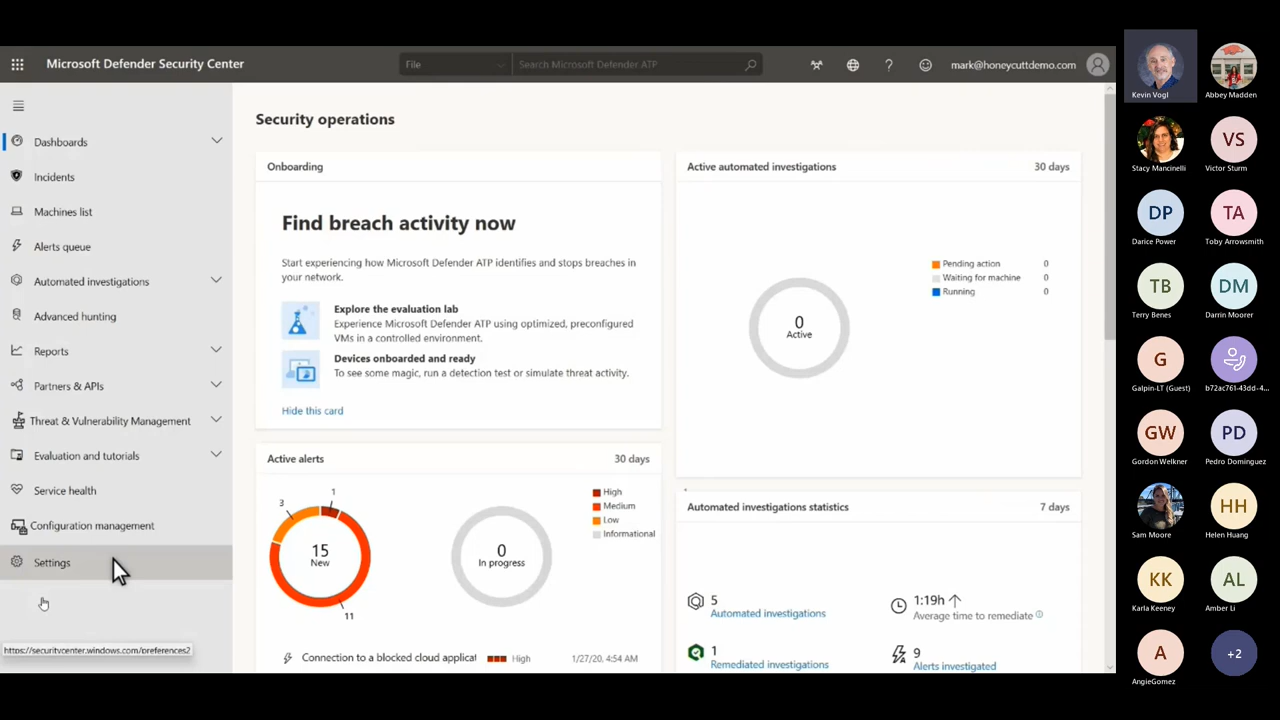 Microsoft Defender Security Center
File
Search Microsoft Defender ATP
?
mark@honeycuttdemo.com
Dashboards
Incidents
Machines list
Alerts queue
Automated investigations
Advanced hunting
Reports
Partners & APIs
Threat & Vulnerability Management
Evaluation and tutorials
Service health
Configuration management
Settings
https://securitycenter.windows.com/preferences2
Security operations
Onboarding
Find breach activity now
Start experiencing how Microsoft Defender ATP identifies and stops breaches in
your network.
Explore the evaluation lab
Experience Microsoft Defender ATP using optimized, preconfigured
VMs in a controlled environment.
Devices onboarded and ready
To see some magic, run a detection test or simulate threat activity.
Hide this card
Active automated investigations
30 days
Pending action 0
Waiting for machine 0
Running 0
0
Active
Active alerts
30 days
1
3
15
New
11
0
In progress
High
Medium
Low
Informational
Connection to a blocked cloud applicat
High
1/27/20, 4:54 AM
Automated investigations statistics
7 days
5
Automated investigations
1:19h
Average time to remediate
1
Remediated investigations
9
Alerts investigated
Kevin Vogl
Abbey Madden
Stacy Mancinelli
VS
Victor Sturm
DP
Darice Power
TA
Toby Arrowsmith
TB
Terry Benes
DM
Darrin Moorer
G
Galpin-LT (Guest)
b72ac761-43dd-4...
GW
Gordon Welkner
PD
Pedro Dominguez
Sam Moore
HH
Helen Huang
KK
Karla Keeney
AL
Amber Li
A
AngieGomez
+2